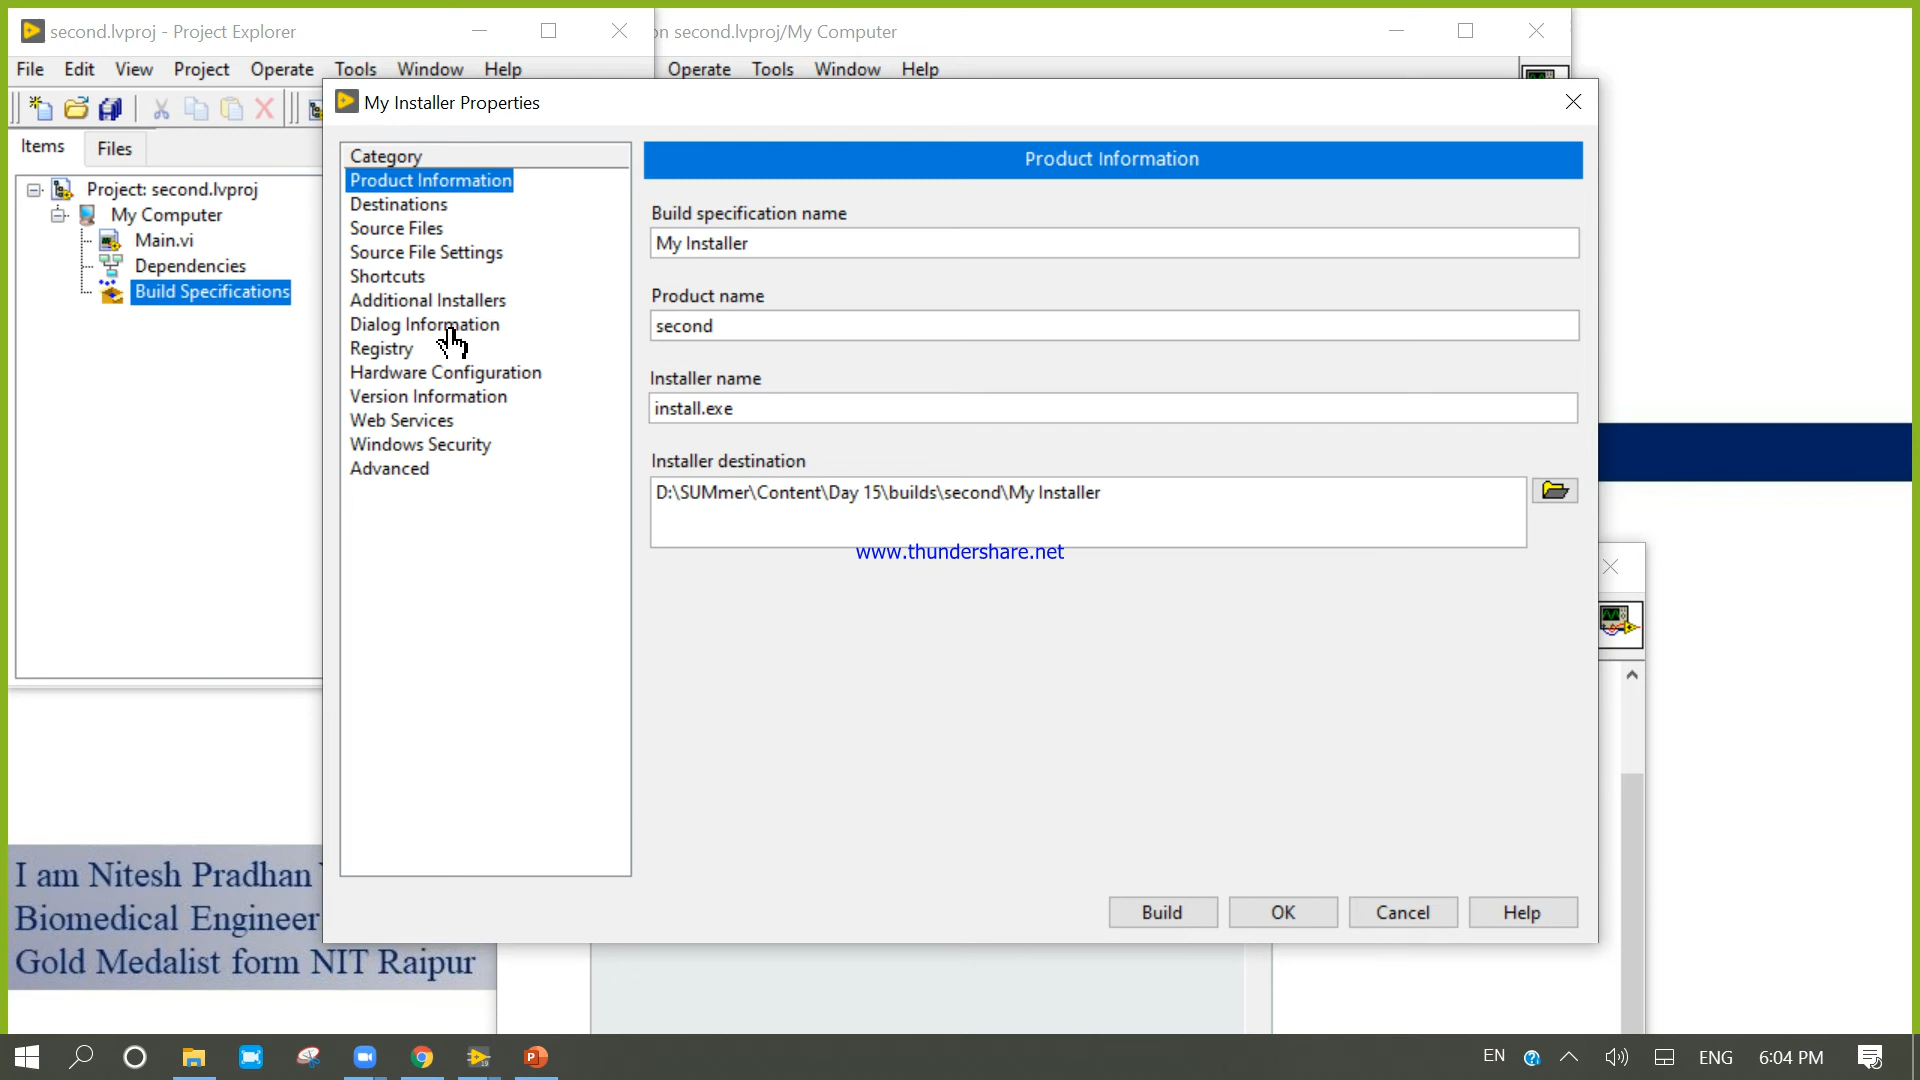 second.lvproj - Project Explorer
on second.lvproj/My Computer
File Edit View Project Operate Tools Window Help
Operate Tools Window Help
My Installer Properties
Items Files
Project: second.lvproj
My Computer
Main.vi
Dependencies
Build Specifications
Category
Product Information
Destinations
Source Files
Source File Settings
Shortcuts
Additional Installers
Dialog Information
Registry
Hardware Configuration
Version Information
Web Services
Windows Security
Advanced
Product Information
Build specification name
My Installer
Product name
second
Installer name
install.exe
Installer destination
D:\SUMmer\Content\Day 15\builds\second\My Installer
www.thundershare.net
Build OK Cancel Help
I am Nitesh Pradhan
Biomedical Engineer
Gold Medalist form NIT Raipur
EN ENG 6:04 PM